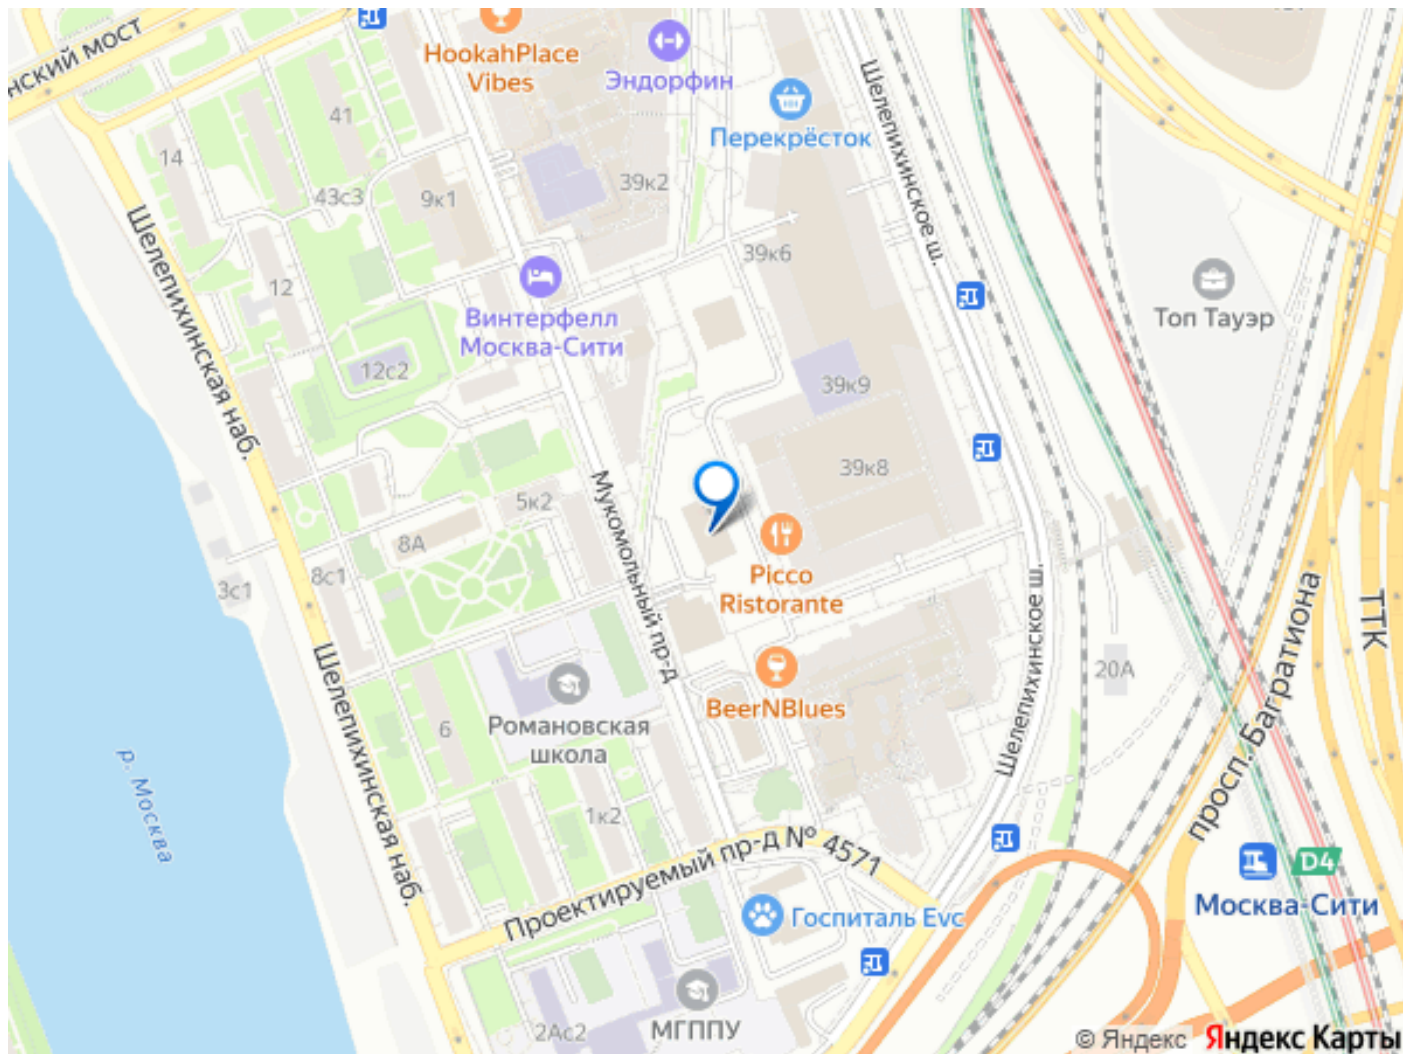 нский мост
HookahPlace
Vibes
Эндорфин
Перекрёсток
Шелепихинское ш.
41
14
43с3
9к1
39к2
39к6
Шелепихинская наб.
12
Винтерфелл
Москва-Сити
12с2
Топ Тауэр
39к9
39к8
5к2
Мукомольный пр-д
8А
8с1
3с1
Picco
Ristorante
Шелепихинское ш.
ТТК
просп. Багратиона
20А
BeerNBlues
Романовская
школа
6
Шелепихинская наб.
р. Москва
1к2
Проектируемый пр-д № 4571
D4
Москва-Сити
Госпиталь Evc
МГППУ
2Ас2
© Яндекс Яндекс Карты